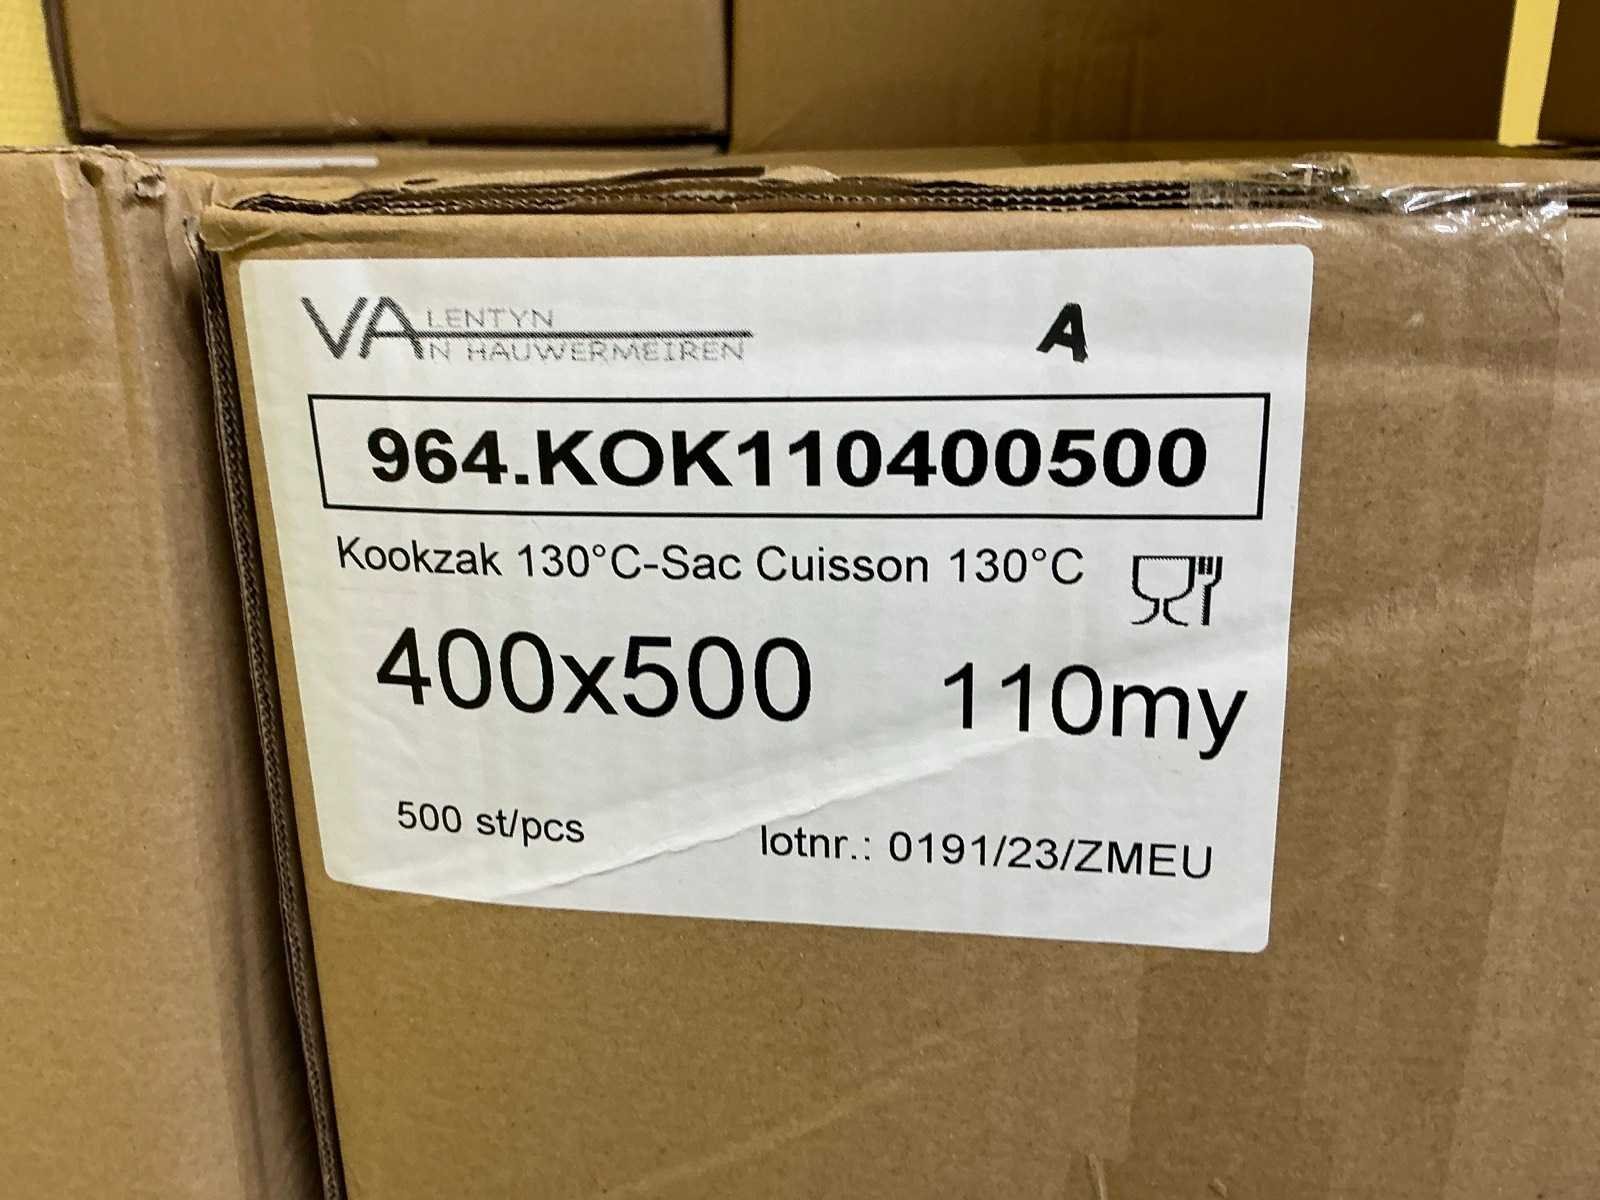 VALENTYN
VAN HAUWERMEIREN
A
964.KOK110400500
Kookzak 130°C-Sac Cuisson 130°C
400x500 110my
500 st/pcs lotnr.: 0191/23/ZMEU